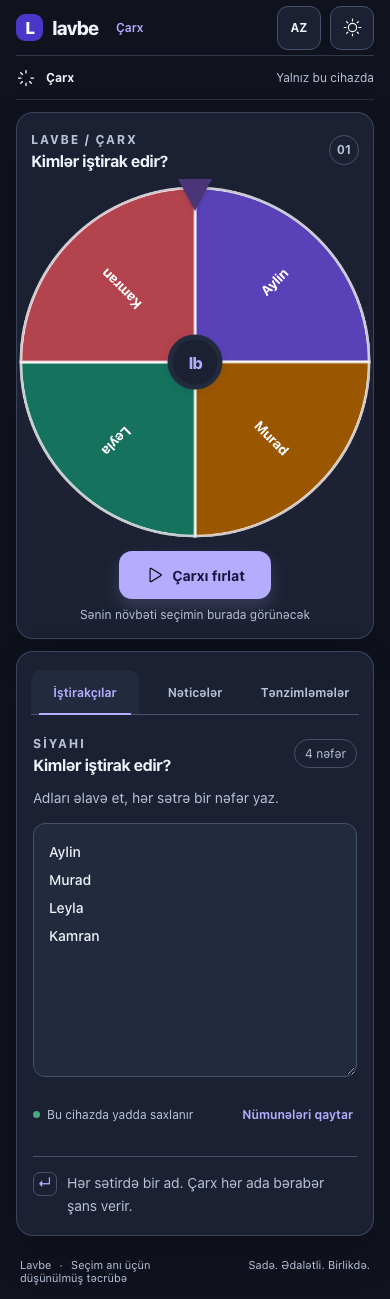 L lavbe Çarx AZ
Çarx Yalnız bu cihazda
LAVBE / ÇARX
Kimlər iştirak edir? 01
Kamran Aylin
lb
Leyla Murad
Çarxı fırlat
Sənin növbəti seçimin burada görünəcək
İştirakçılar Nəticələr Tənzimləmələr
SİYAHI
Kimlər iştirak edir? 4 nəfər
Adları əlavə et, hər sətrə bir nəfər yaz.
Aylin
Murad
Leyla
Kamran
Bu cihazda yadda saxlanır Nümunələri qaytar
Hər sətirdə bir ad. Çarx hər ada bərabər
şans verir.
Lavbe · Seçim anı üçün Sadə. Ədalətli. Birlikdə.
düşünülmüş təcrübə